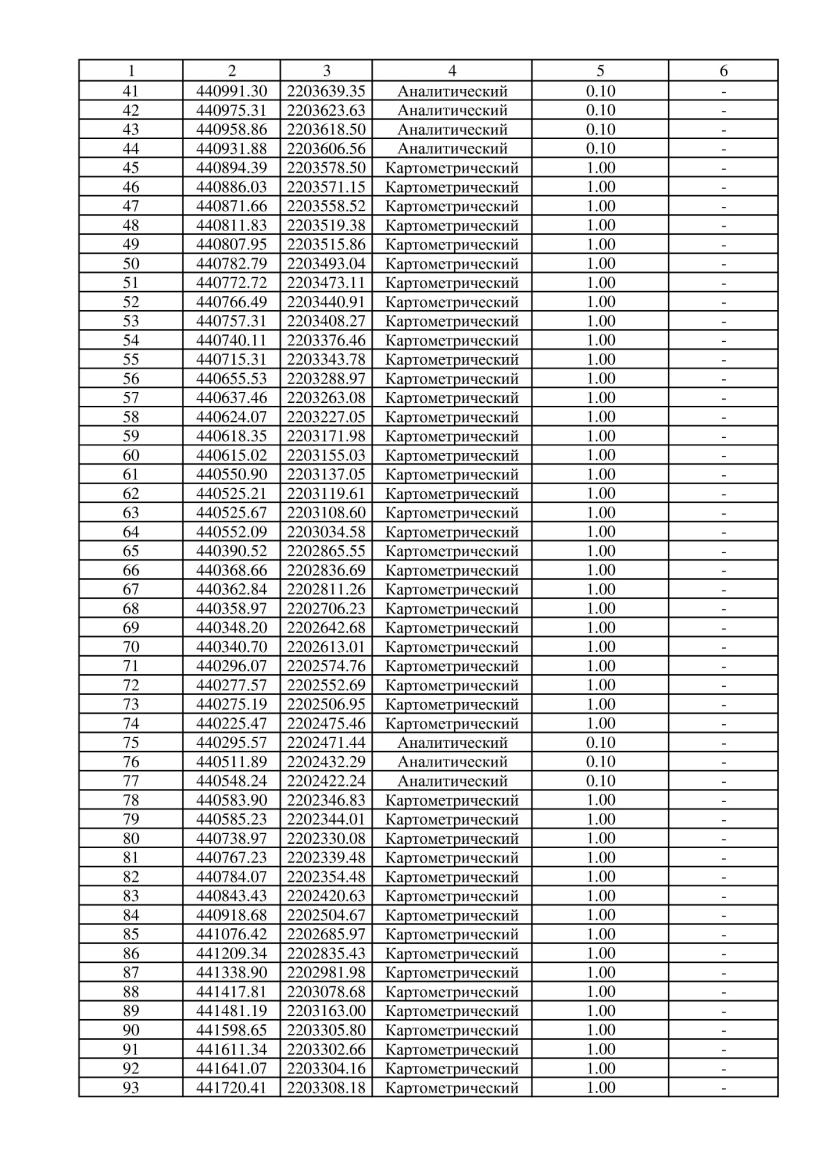 1 2 3 4 5 6
41 440991.30 2203639.35 Аналитический 0.10 -
42 440975.31 2203623.63 Аналитический 0.10 -
43 440958.86 2203618.50 Аналитический 0.10 -
44 440931.88 2203606.56 Аналитический 0.10 -
45 440894.39 2203578.50 Картометрический 1.00 -
46 440886.03 2203571.15 Картометрический 1.00 -
47 440871.66 2203558.52 Картометрический 1.00 -
48 440811.83 2203519.38 Картометрический 1.00 -
49 440807.95 2203515.86 Картометрический 1.00 -
50 440782.79 2203493.04 Картометрический 1.00 -
51 440772.72 2203473.11 Картометрический 1.00 -
52 440766.49 2203440.91 Картометрический 1.00 -
53 440757.31 2203408.27 Картометрический 1.00 -
54 440740.11 2203376.46 Картометрический 1.00 -
55 440715.31 2203343.78 Картометрический 1.00 -
56 440655.53 2203288.97 Картометрический 1.00 -
57 440637.46 2203263.08 Картометрический 1.00 -
58 440624.07 2203227.05 Картометрический 1.00 -
59 440618.35 2203171.98 Картометрический 1.00 -
60 440615.02 2203155.03 Картометрический 1.00 -
61 440550.90 2203137.05 Картометрический 1.00 -
62 440525.21 2203119.61 Картометрический 1.00 -
63 440525.67 2203108.60 Картометрический 1.00 -
64 440552.09 2203034.58 Картометрический 1.00 -
65 440390.52 2202865.55 Картометрический 1.00 -
66 440368.66 2202836.69 Картометрический 1.00 -
67 440362.84 2202811.26 Картометрический 1.00 -
68 440358.97 2202706.23 Картометрический 1.00 -
69 440348.20 2202642.68 Картометрический 1.00 -
70 440340.70 2202613.01 Картометрический 1.00 -
71 440296.07 2202574.76 Картометрический 1.00 -
72 440277.57 2202552.69 Картометрический 1.00 -
73 440275.19 2202506.95 Картометрический 1.00 -
74 440225.47 2202475.46 Картометрический 1.00 -
75 440295.57 2202471.44 Аналитический 0.10 -
76 440511.89 2202432.29 Аналитический 0.10 -
77 440548.24 2202422.24 Аналитический 0.10 -
78 440583.90 2202346.83 Картометрический 1.00 -
79 440585.23 2202344.01 Картометрический 1.00 -
80 440738.97 2202330.08 Картометрический 1.00 -
81 440767.23 2202339.48 Картометрический 1.00 -
82 440784.07 2202354.48 Картометрический 1.00 -
83 440843.43 2202420.63 Картометрический 1.00 -
84 440918.68 2202504.67 Картометрический 1.00 -
85 441076.42 2202685.97 Картометрический 1.00 -
86 441209.34 2202835.43 Картометрический 1.00 -
87 441338.90 2202981.98 Картометрический 1.00 -
88 441417.81 2203078.68 Картометрический 1.00 -
89 441481.19 2203163.00 Картометрический 1.00 -
90 441598.65 2203305.80 Картометрический 1.00 -
91 441611.34 2203302.66 Картометрический 1.00 -
92 441641.07 2203304.16 Картометрический 1.00 -
93 441720.41 2203308.18 Картометрический 1.00 -